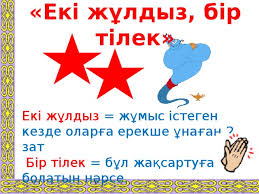 «Екі жұлдыз, бір
тілек»
Екі жұлдыз = жұмыс істеген
кезде оларға ерекше ұнаған 2
зат
Бір тілек = бұл жақсартуға
болатын нәрсе.